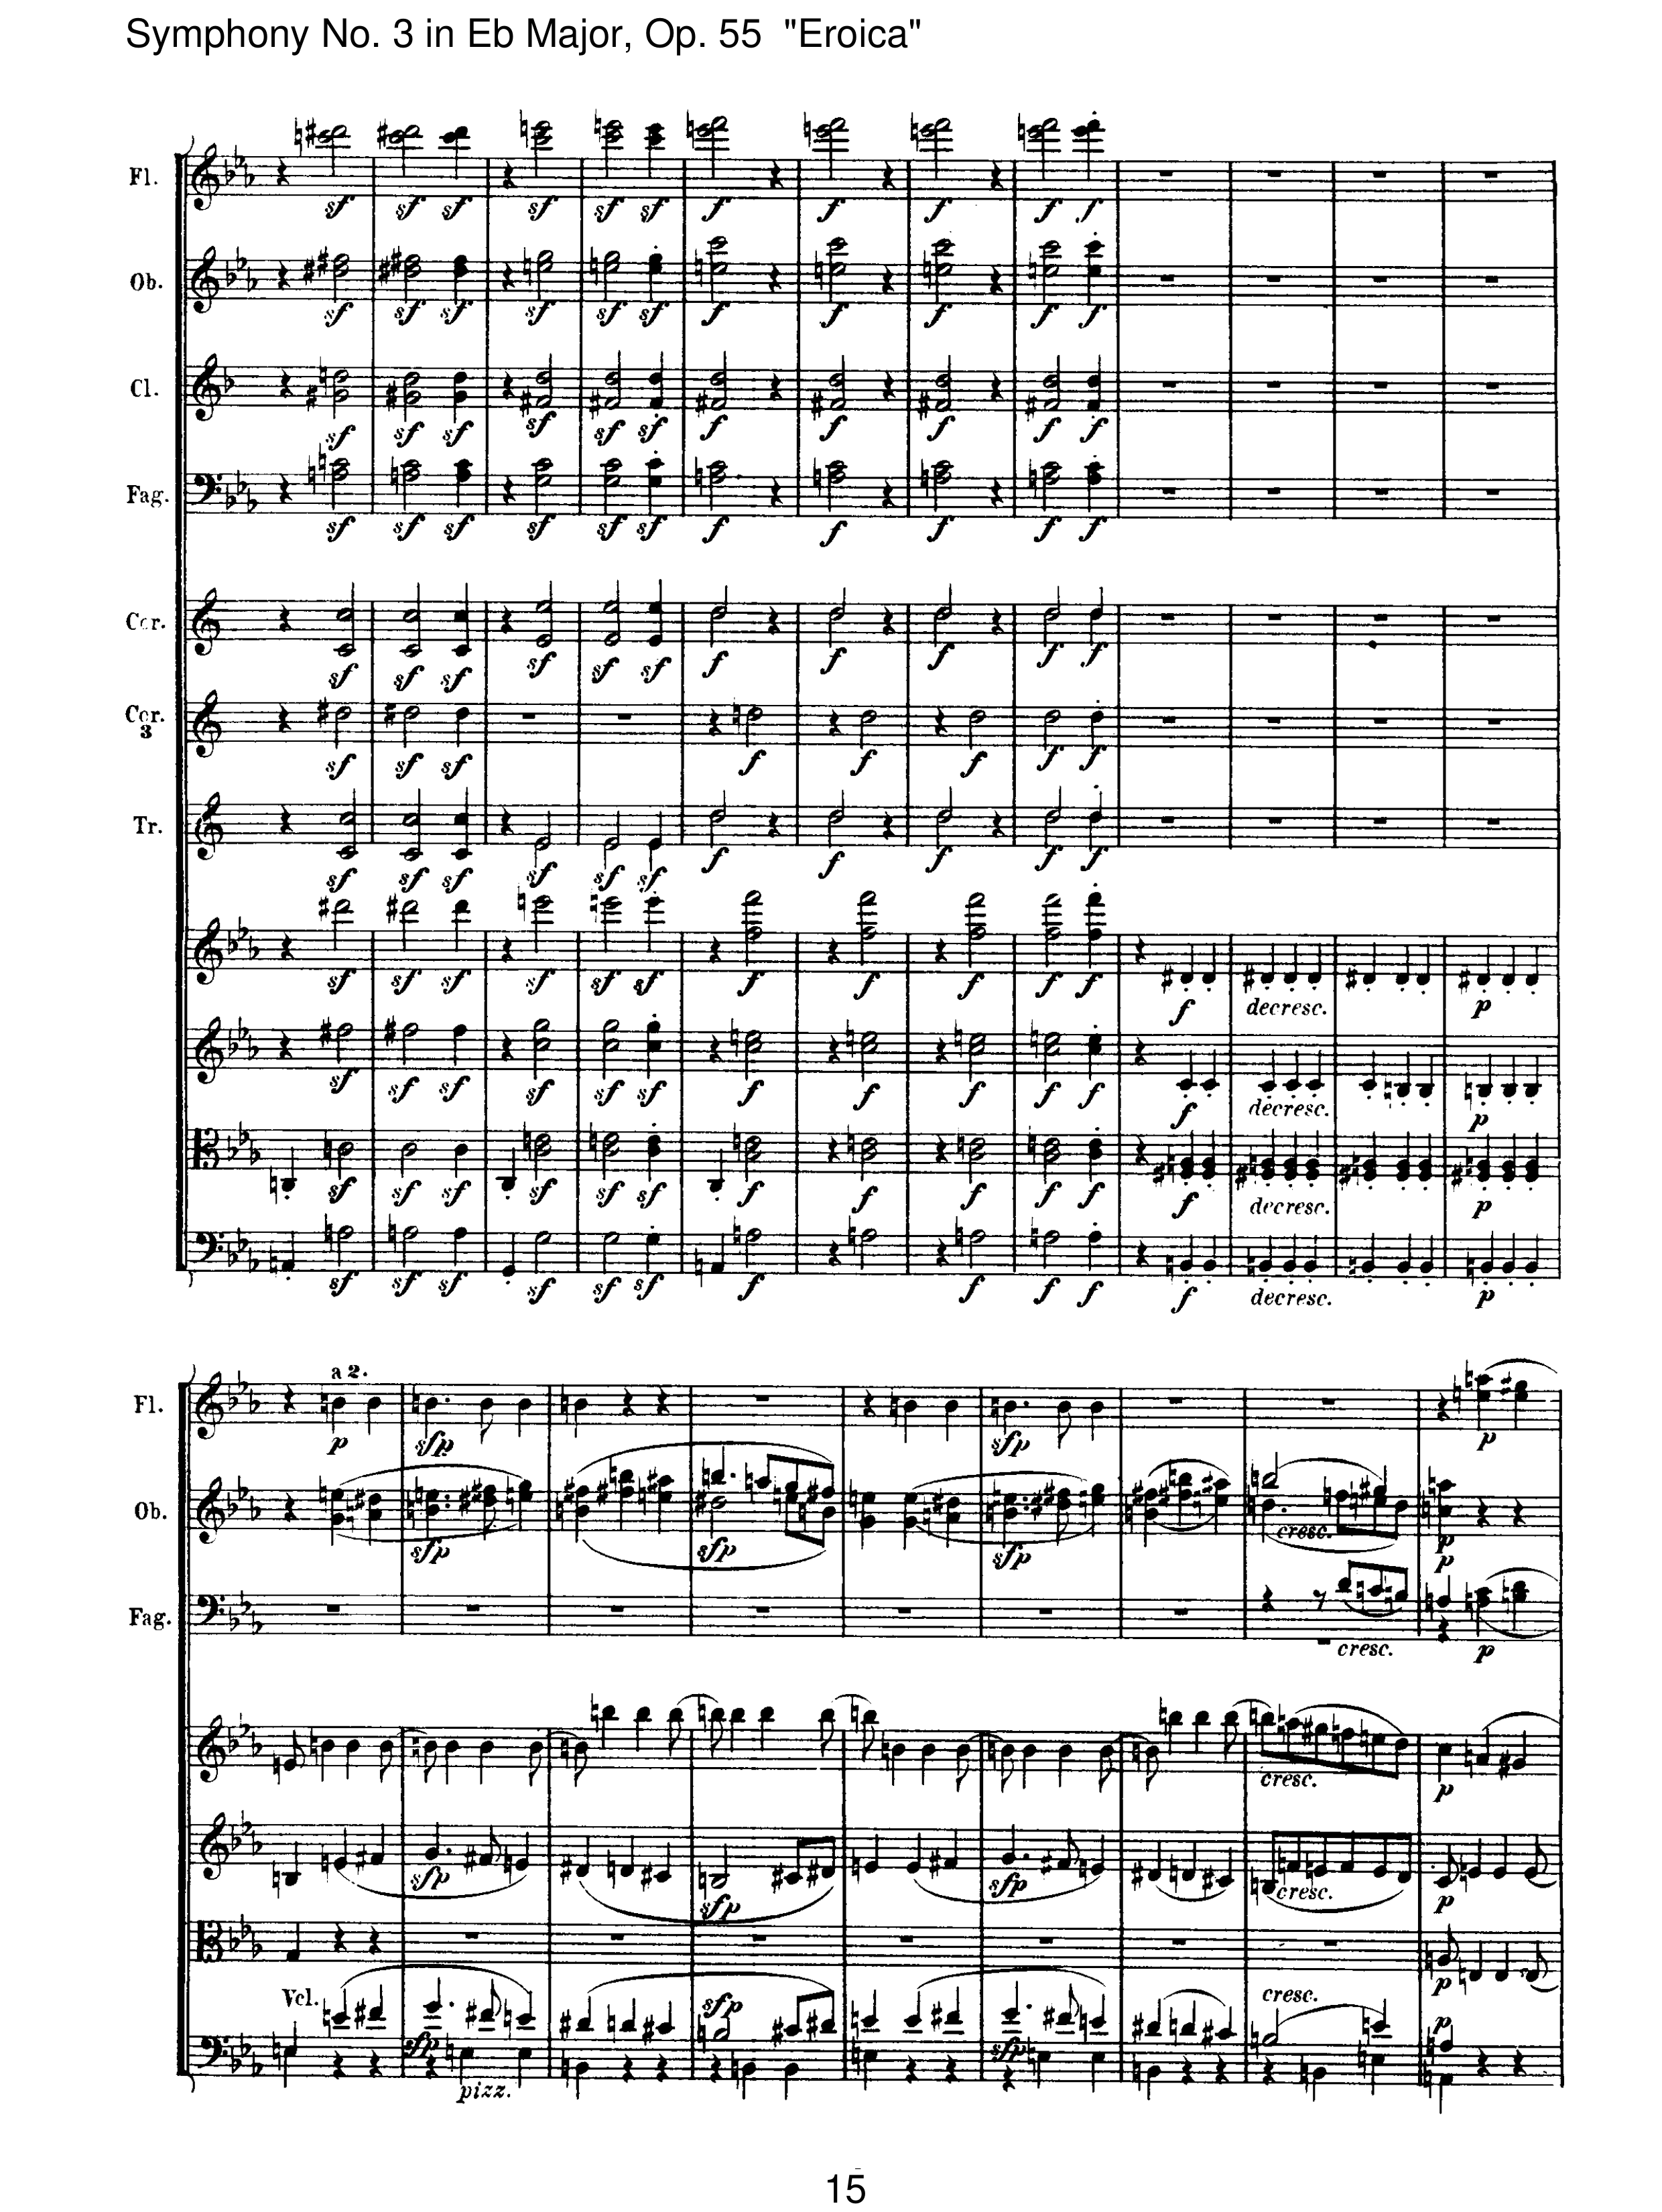 Symphony No. 3 in Eb Major, Op. 55 "Eroica"
Fl.
sf sf sf sf sf sf f f f f f
Ob.
sf sf sf sf sf sf f f f f f
Cl.
sf sf sf sf sf sf f f f f f
Fag.
sf sf sf sf sf sf f f f f f
Cor.
sf sf sf sf sf sf f f f f f
Cor.
3
sf sf sf f f f f f
Tr.
sf sf sf sf sf sf f f f f f
sf sf sf sf sf sf f f f f f f decresc. p
sf sf sf sf sf sf f f f f f f decresc. p
sf sf sf sf sf sf f f f f f f decresc. p
sf sf sf sf sf sf f f f f f decresc. p
a 2.
Fl.
p sfp sfp p
Ob.
sfp sfp sfp cresc. p
p
Fag.
cresc. p
cresc. p
sfp sfp sfp cresc. p
p
Vcl. sfp sfp sfp cresc. p
pizz.
15